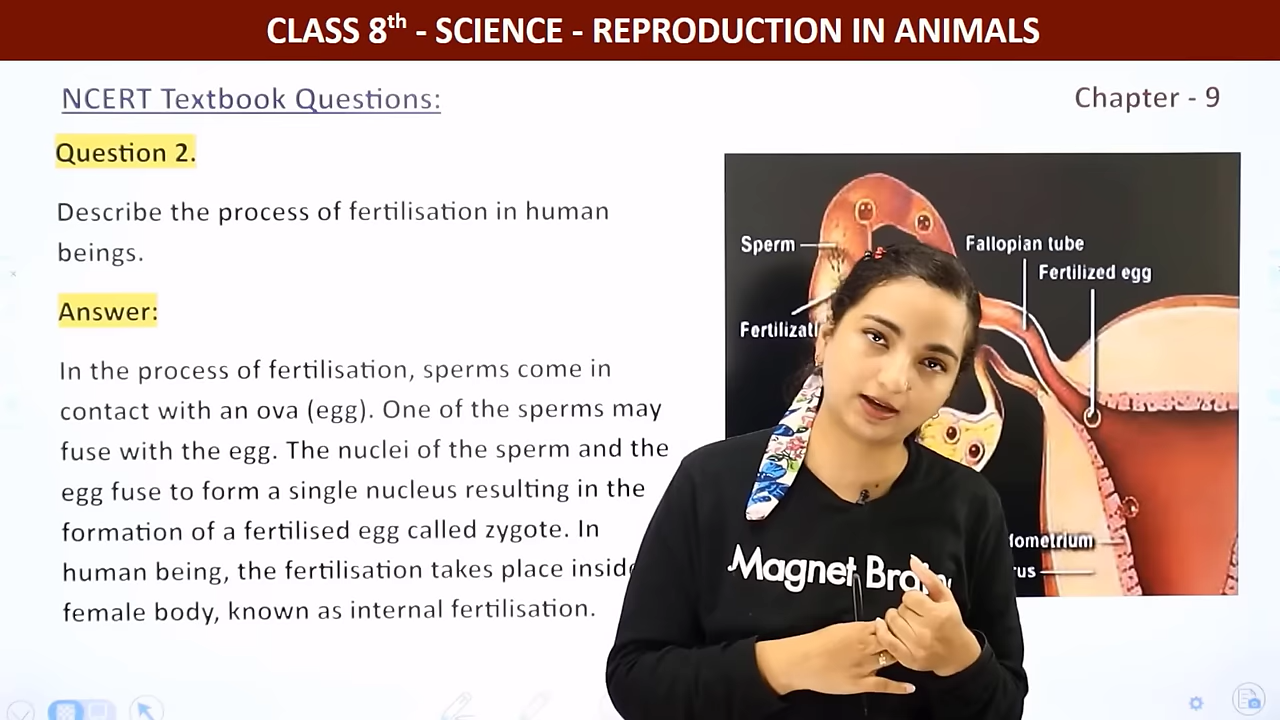 CLASS 8th - SCIENCE - REPRODUCTION IN ANIMALS
NCERT Textbook Questions:
Chapter - 9
Question 2.
Describe the process of fertilisation in human
beings.
Answer:
In the process of fertilisation, sperms come in
contact with an ova (egg). One of the sperms may
fuse with the egg. The nuclei of the sperm and the
egg fuse to form a single nucleus resulting in the
formation of a fertilised egg called zygote. In
human being, the fertilisation takes place inside
female body, known as internal fertilisation.
Sperm
Fallopian tube
Fertilized egg
Magnet